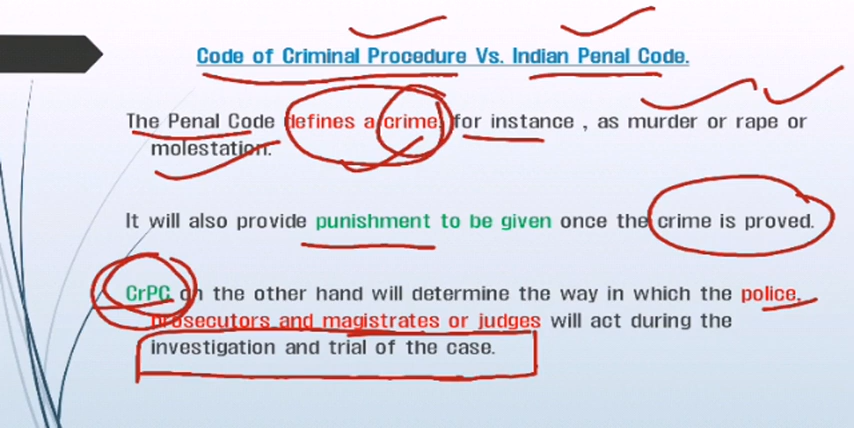 Code of Criminal Procedure Vs. Indian Penal Code.
The Penal Code defines a crime, for instance , as murder or rape or
molestation.
It will also provide punishment to be given once the crime is proved.
CrPC on the other hand will determine the way in which the police,
prosecutors and magistrates or judges will act during the
investigation and trial of the case.